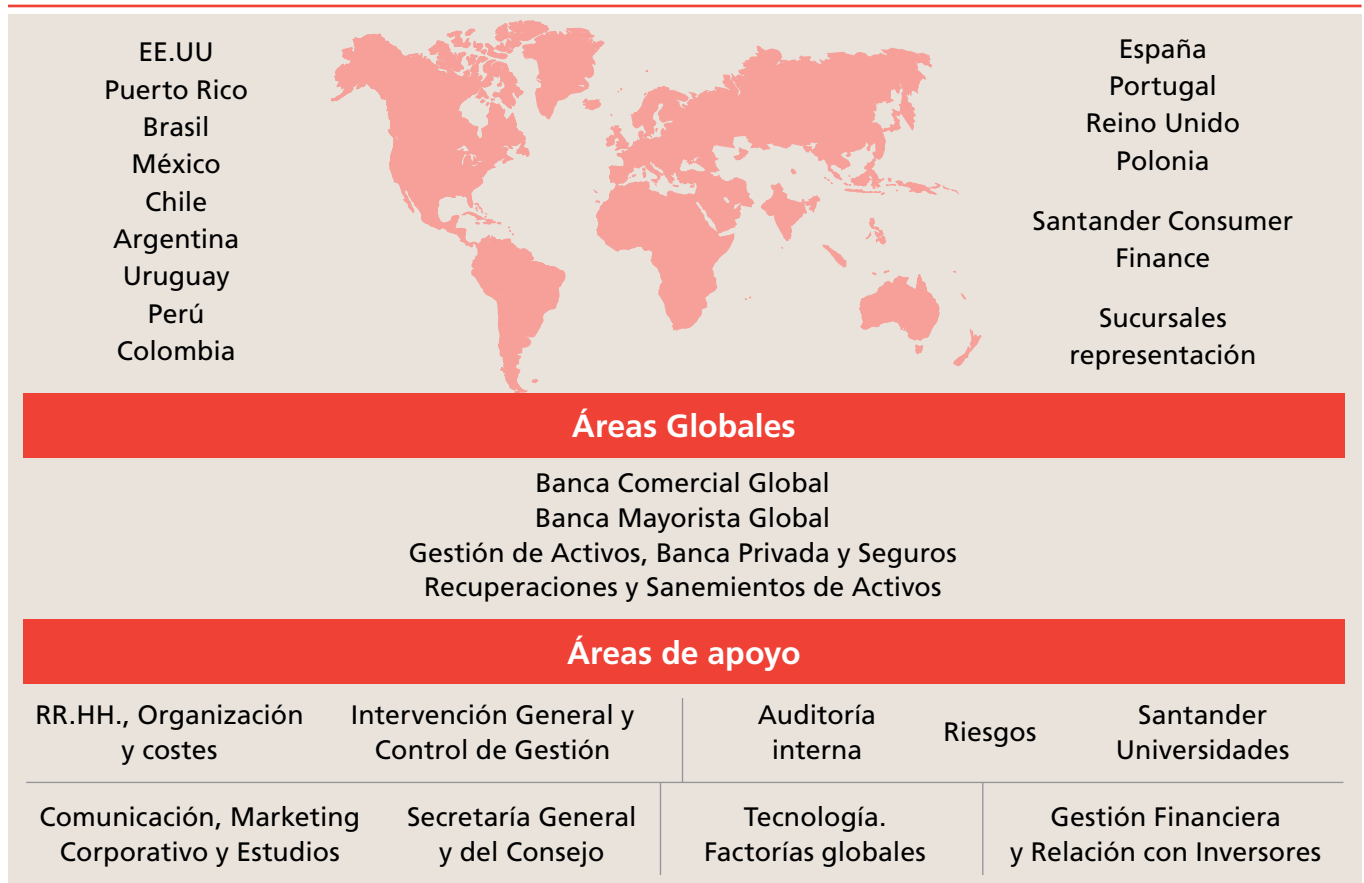 EE.UU
Puerto Rico
Brasil
México
Chile
Argentina
Uruguay
Perú
Colombia
España
Portugal
Reino Unido
Polonia
Santander Consumer
Finance
Sucursales
representación
Áreas Globales
Banca Comercial Global
Banca Mayorista Global
Gestión de Activos, Banca Privada y Seguros
Recuperaciones y Sanemientos de Activos
Áreas de apoyo
RR.HH., Organización
y costes
Intervención General y
Control de Gestión
Auditoría
interna
Riesgos
Santander
Universidades
Comunicación, Marketing
Corporativo y Estudios
Secretaría General
y del Consejo
Tecnología.
Factorías globales
Gestión Financiera
y Relación con Inversores